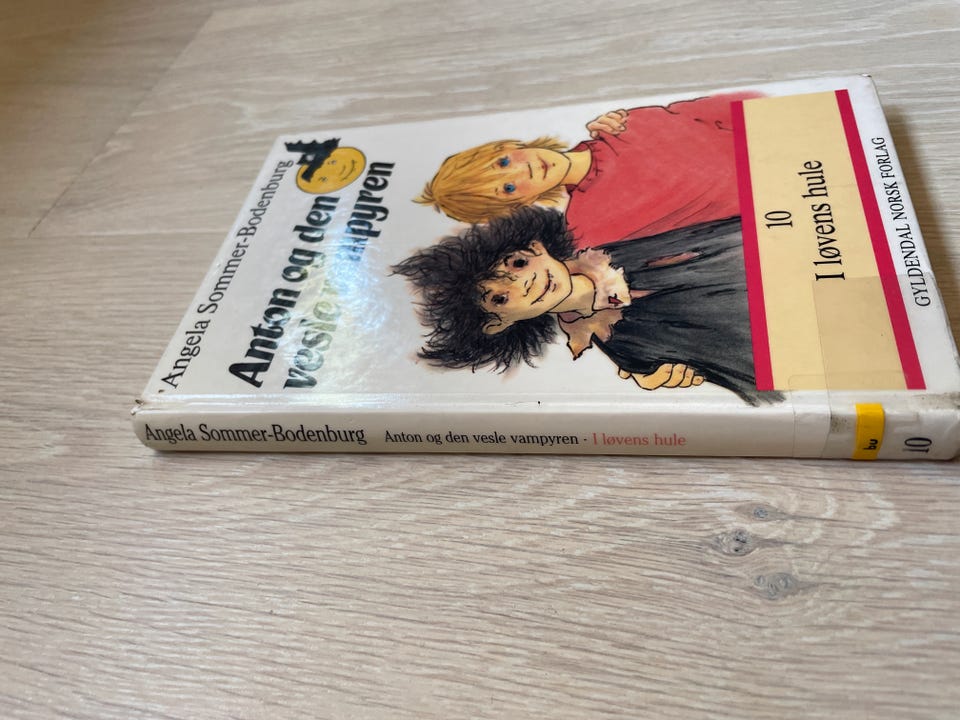 Angela Sommer-Bodenburg
Anton og den
vesle vampyren
10
I løvens hule
GYLDENDAL NORSK FORLAG
Angela Sommer-Bodenburg Anton og den vesle vampyren · I løvens hule
bu
10